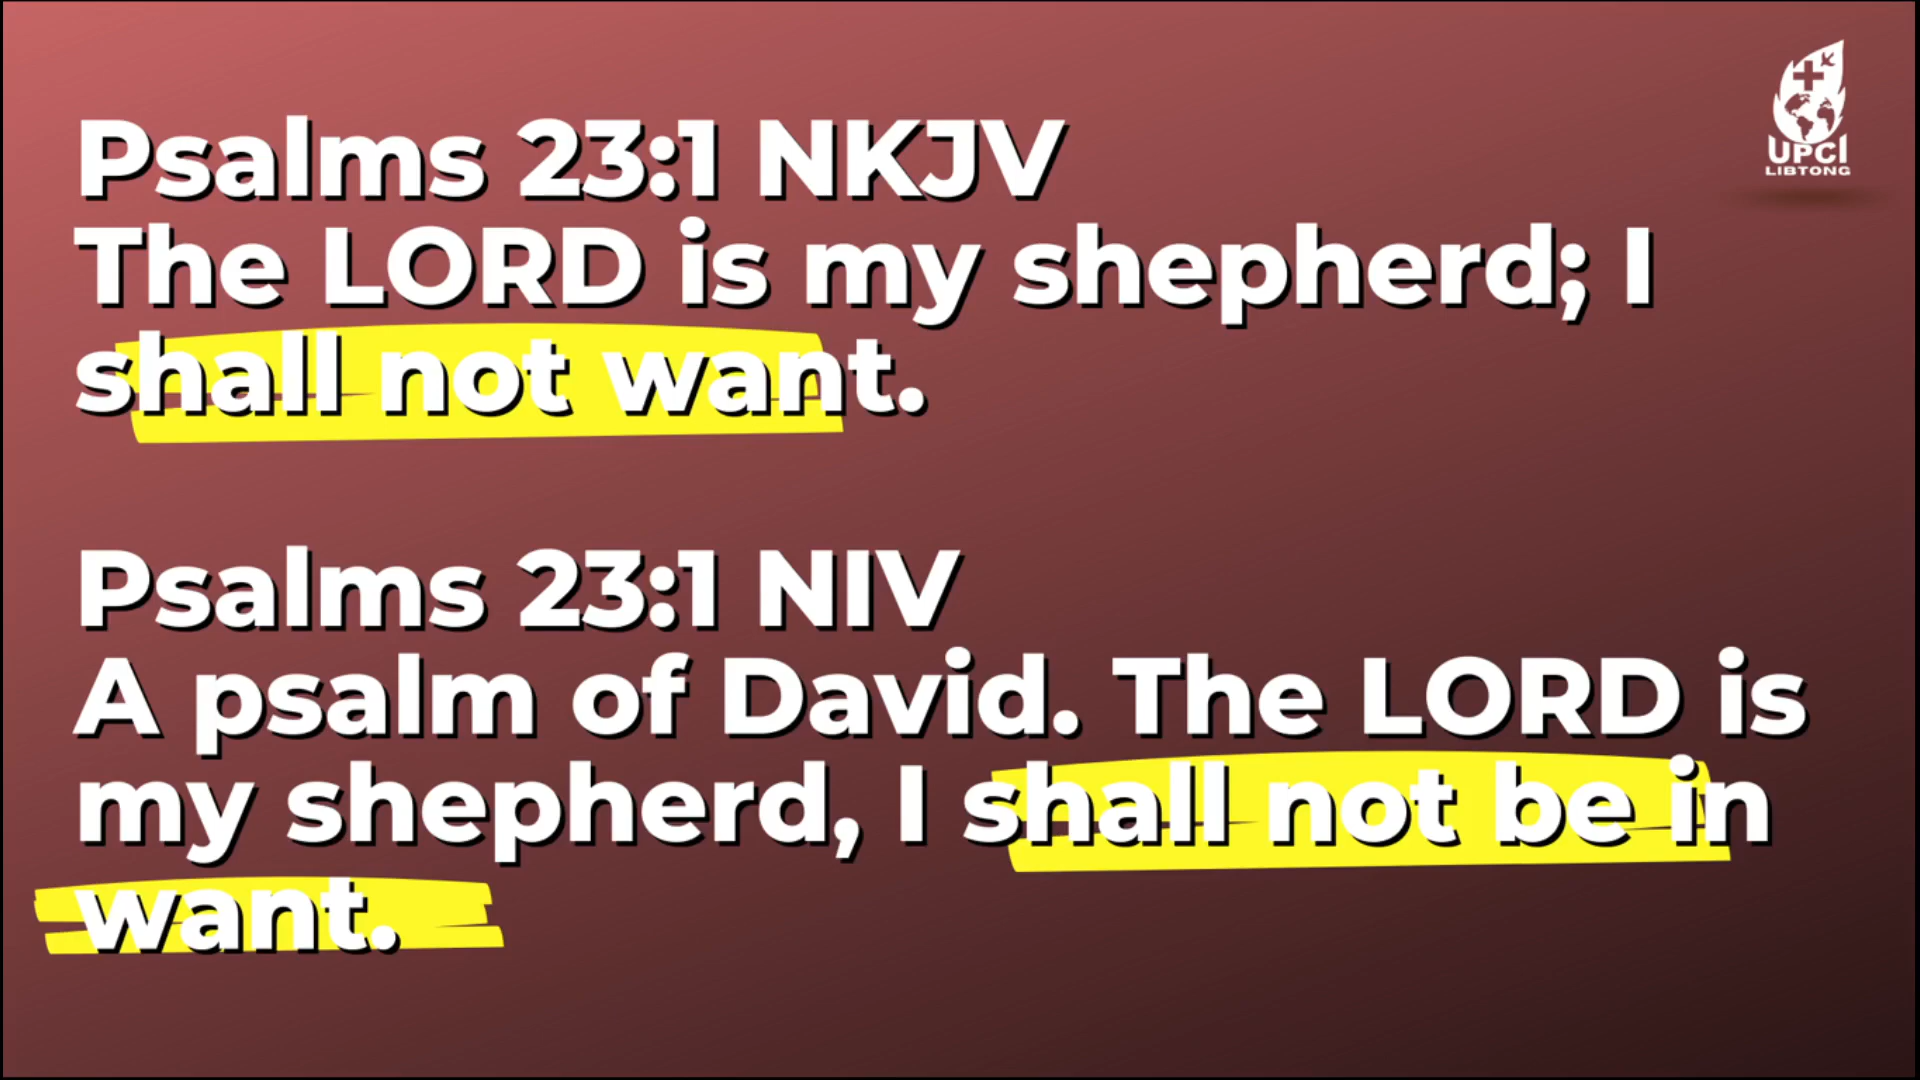 Psalms 23:1 NKJV
The LORD is my shepherd; I
shall not want.
Psalms 23:1 NIV
A psalm of David. The LORD is
my shepherd, I shall not be in
want.
UPCI
LIBTONG